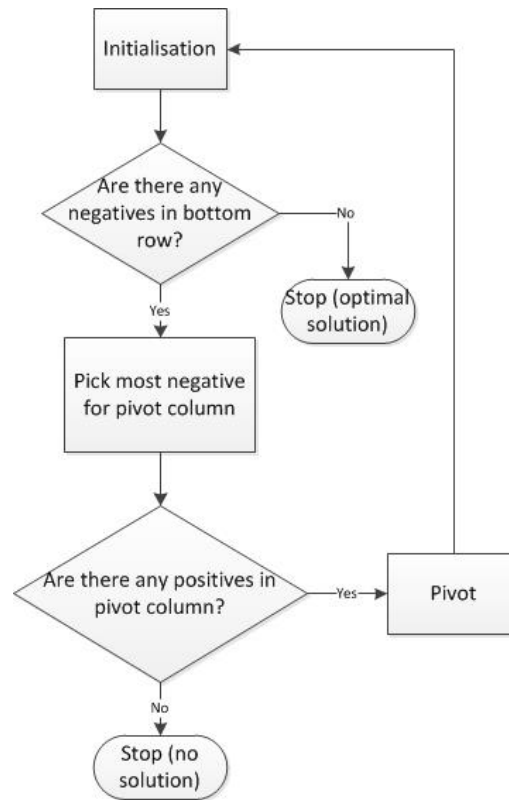 Initialisation
Are there any
negatives in bottom
row?
No
Stop (optimal
solution)
Yes
Pick most negative
for pivot column
Are there any positives in
pivot column?
Yes
Pivot
No
Stop (no
solution)